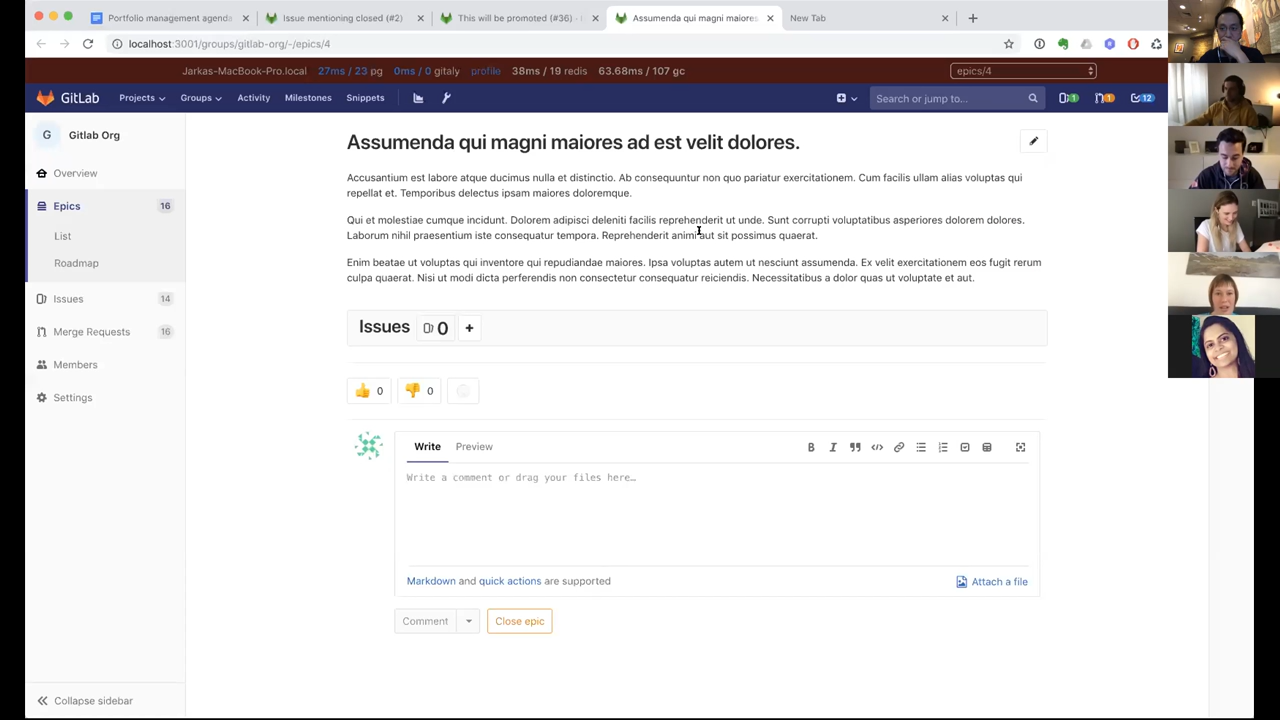 Portfolio management agenda
Issue mentioning closed (#2)
This will be promoted (#36)
Assumenda qui magni maiores
New Tab
localhost:3001/groups/gitlab-org/-/epics/4
Jarkas-MacBook-Pro.local 27ms / 23 pg 0ms / 0 gitaly profile 38ms / 19 redis 63.68ms / 107 gc epics/4
GitLab Projects Groups Activity Milestones Snippets Search or jump to... 1 1 12
G Gitlab Org
Overview
Epics 16
List
Roadmap
Issues 14
Merge Requests 16
Members
Settings
Collapse sidebar
Assumenda qui magni maiores ad est velit dolores.
Accusantium est labore atque ducimus nulla et distinctio. Ab consequuntur non quo pariatur exercitationem. Cum facilis ullam alias voluptas qui
repellat et. Temporibus delectus ipsam maiores doloremque.
Qui et molestiae cumque incidunt. Dolorem adipisci deleniti facilis reprehenderit ut unde. Sunt corrupti voluptatibus asperiores dolorem dolores.
Laborum nihil praesentium iste consequatur tempora. Reprehenderit animi aut sit possimus quaerat.
Enim beatae ut voluptas qui inventore qui repudiandae maiores. Ipsa voluptas autem ut nesciunt assumenda. Ex velit exercitationem eos fugit rerum
culpa quaerat. Nisi ut modi dicta perferendis non consectetur consequatur reiciendis. Necessitatibus a dolor quas ut voluptate et aut.
Issues 0 +
0 0
Write Preview
Write a comment or drag your files here…
Markdown and quick actions are supported
Attach a file
Comment Close epic